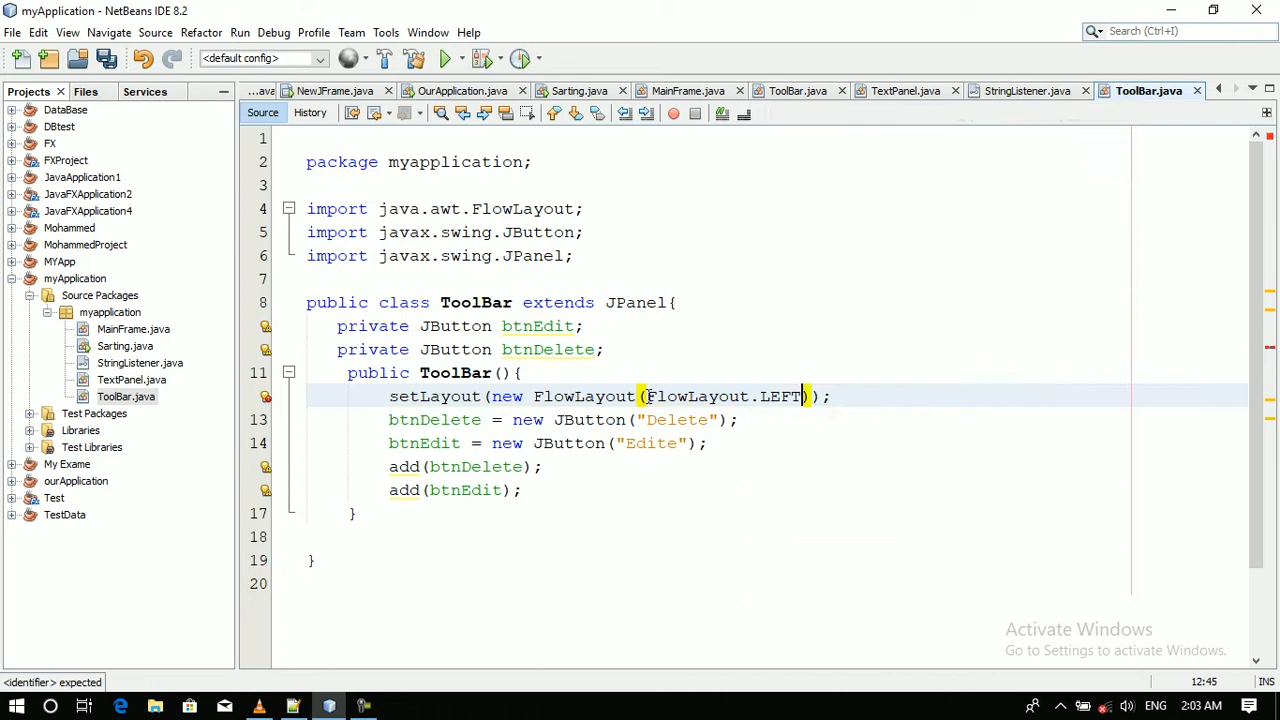 myApplication - NetBeans IDE 8.2
File Edit View Navigate Source Refactor Run Debug Profile Team Tools Window Help
Search (Ctrl+I)
<default config>
Projects Files Services
...ava NewJFrame.java OurApplication.java Sarting.java MainFrame.java ToolBar.java TextPanel.java StringListener.java ToolBar.java
Source History
DataBase
DBtest
FX
FXProject
JavaApplication1
JavaFXApplication2
JavaFXApplication4
Mohammed
MohammedProject
MYApp
myApplication
Source Packages
myapplication
MainFrame.java
Sarting.java
StringListener.java
TextPanel.java
ToolBar.java
Test Packages
Libraries
Test Libraries
My Exame
ourApplication
Test
TestData
1
2 package myapplication;
3
4 import java.awt.FlowLayout;
5 import javax.swing.JButton;
6 import javax.swing.JPanel;
7
8 public class ToolBar extends JPanel{
private JButton btnEdit;
private JButton btnDelete;
11 public ToolBar(){
setLayout(new FlowLayout(FlowLayout.LEFT));
13 btnDelete = new JButton("Delete");
14 btnEdit = new JButton("Edite");
add(btnDelete);
add(btnEdit);
17 }
18
19 }
20
Activate Windows
Go to Settings to activate Windows.
<identifier> expected
12:45 INS
ENG 2:03 AM